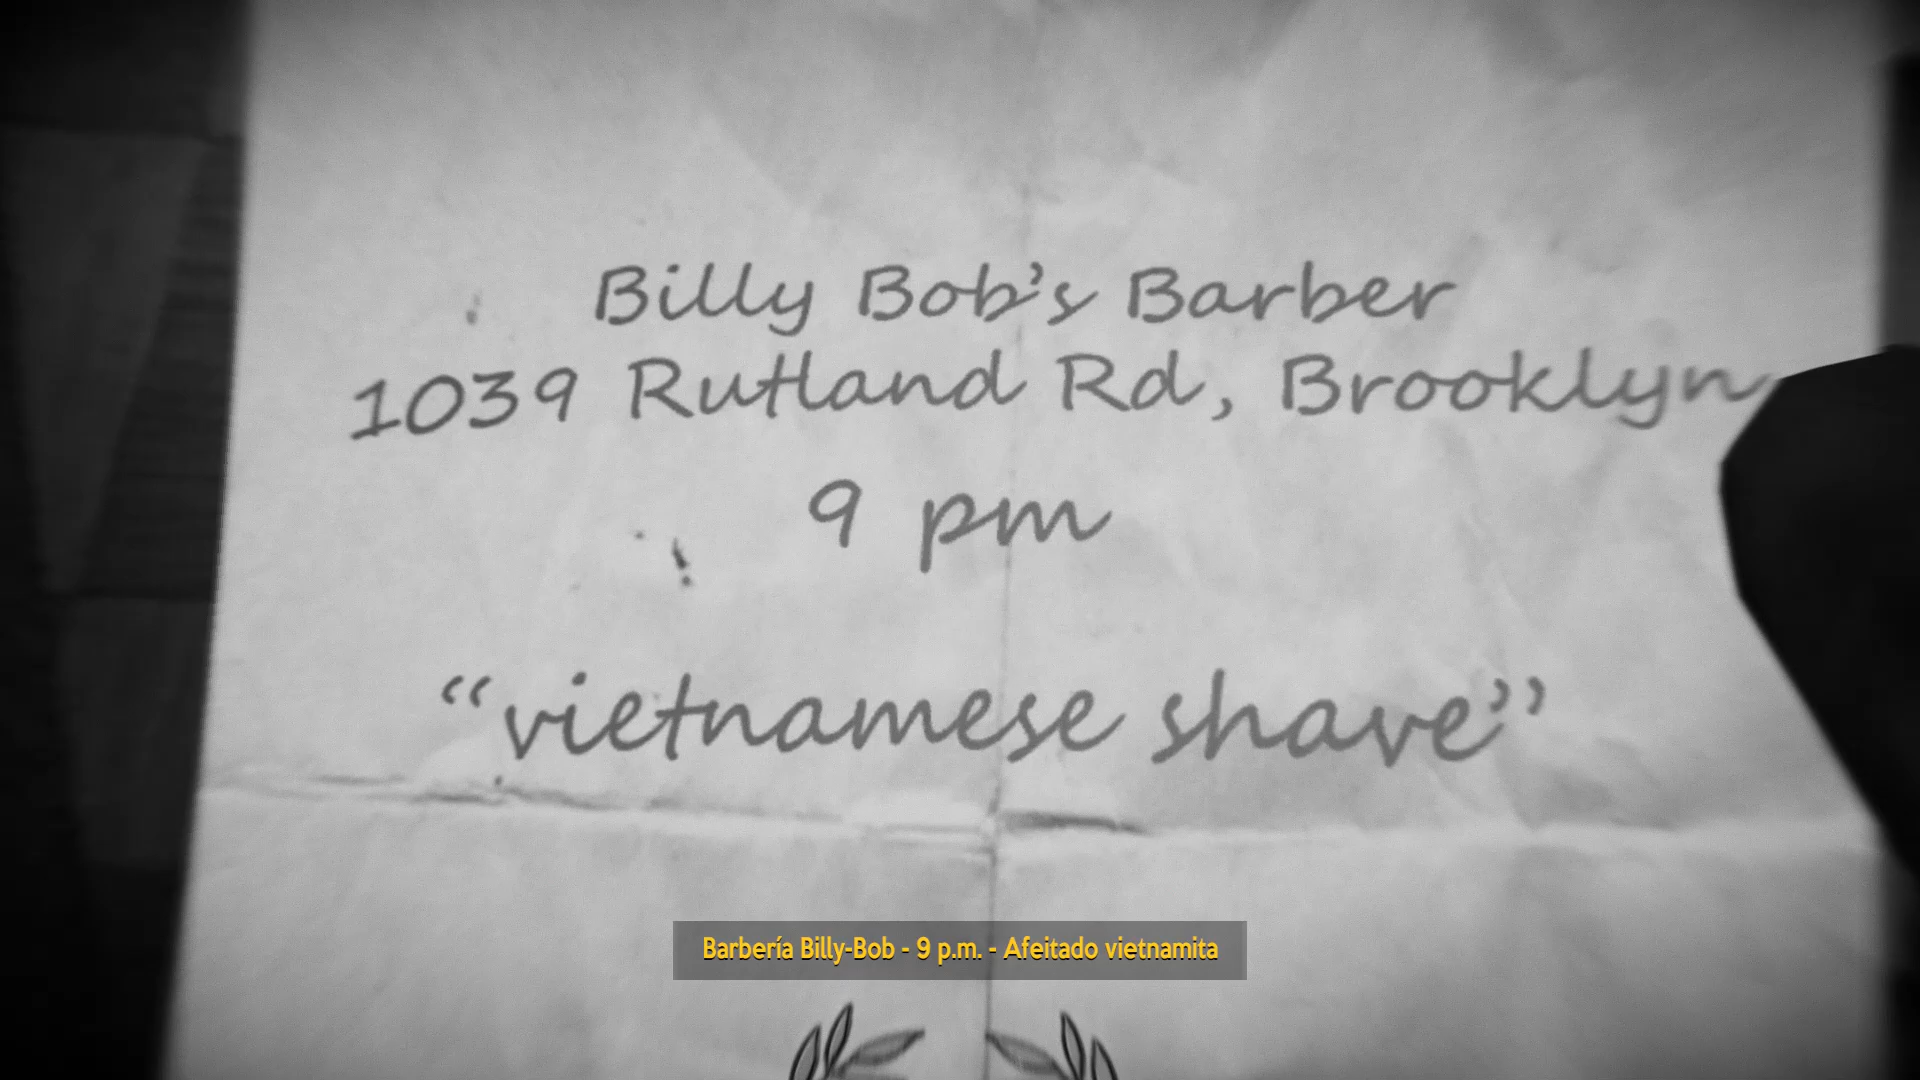 Billy Bob's Barber
1039 Rutland Rd, Brooklyn
9 pm
“vietnamese shave”
Barbería Billy-Bob - 9 p.m. - Afeitado vietnamita